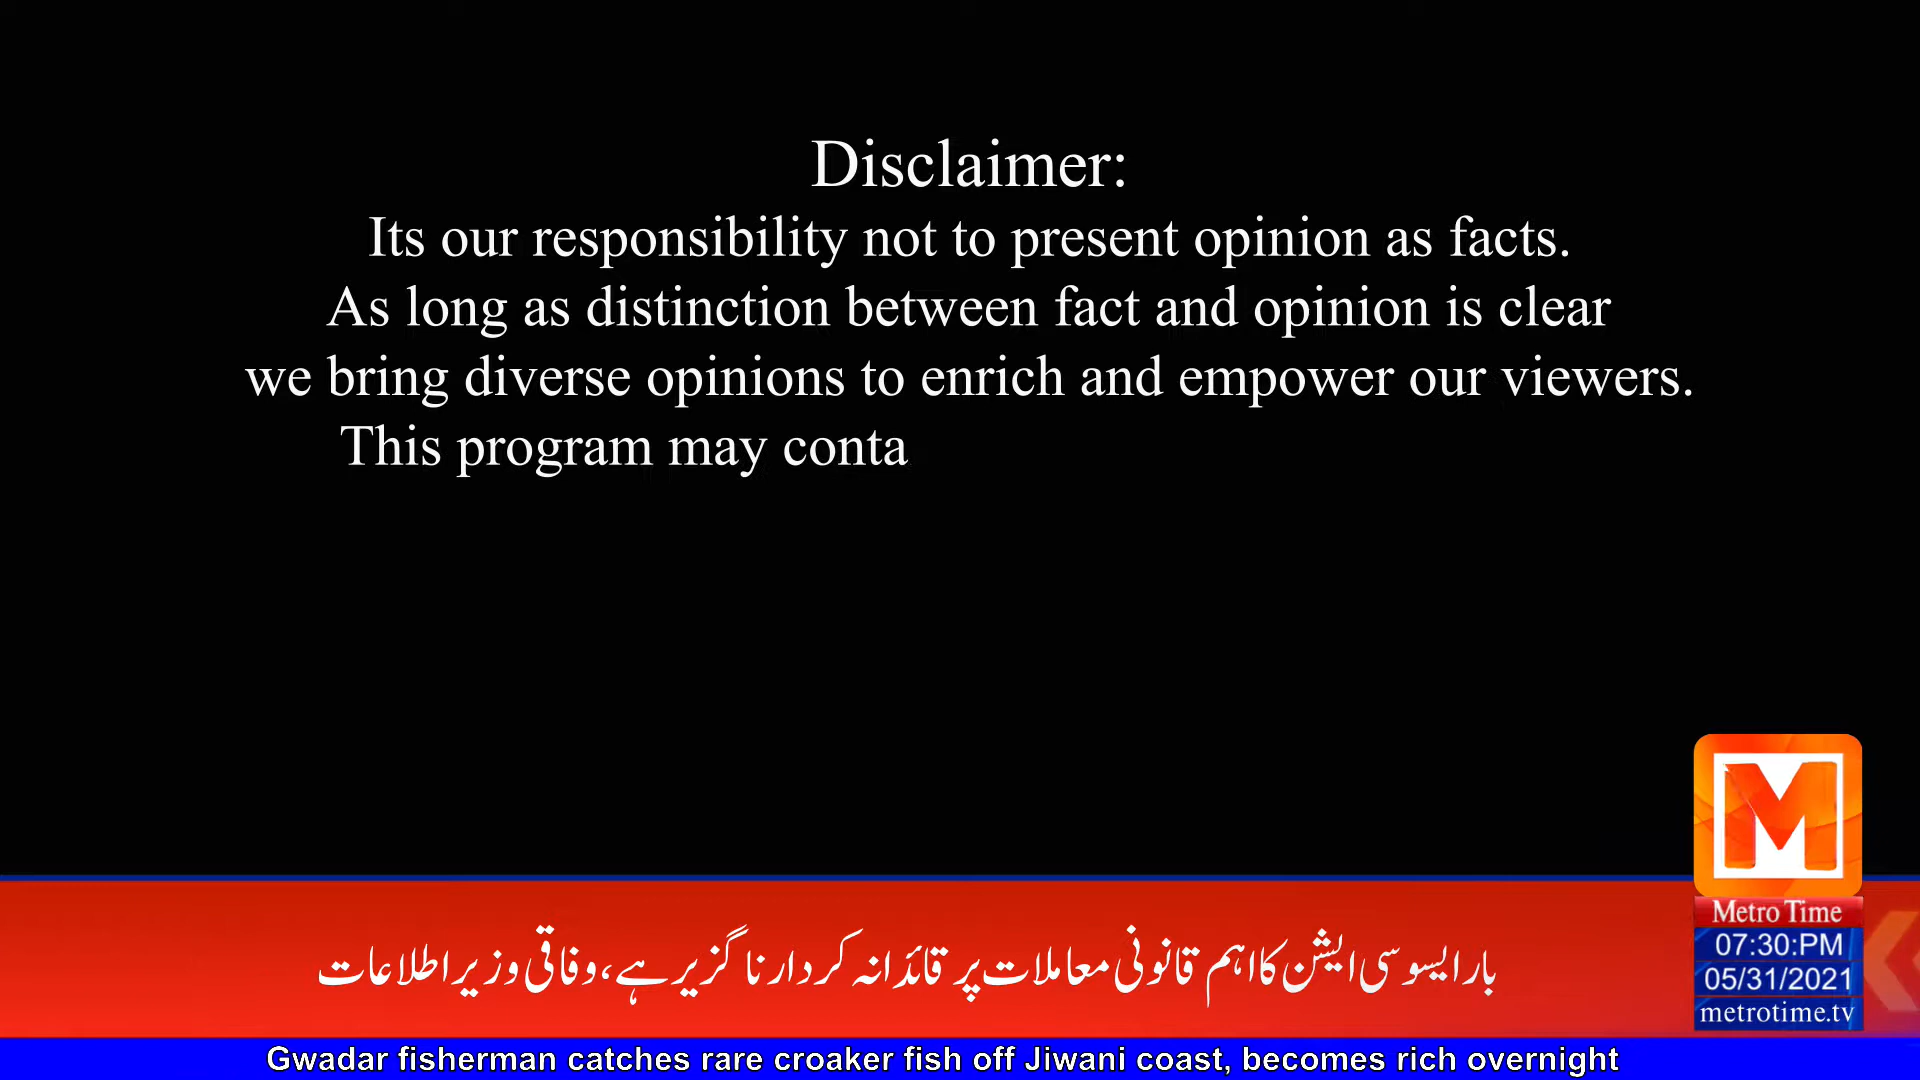 Disclaimer:
Its our responsibility not to present opinion as facts.
As long as distinction between fact and opinion is clear
we bring diverse opinions to enrich and empower our viewers.
This program may conta
M
Metro Time
07:30:PM
05/31/2021
metrotime.tv
بار ایسوسی ایشن کا اہم قانونی معاملات پر قائدانہ کردار ناگزیر ہے، وفاقی وزیر اطلاعات
Gwadar fisherman catches rare croaker fish off Jiwani coast, becomes rich overnight